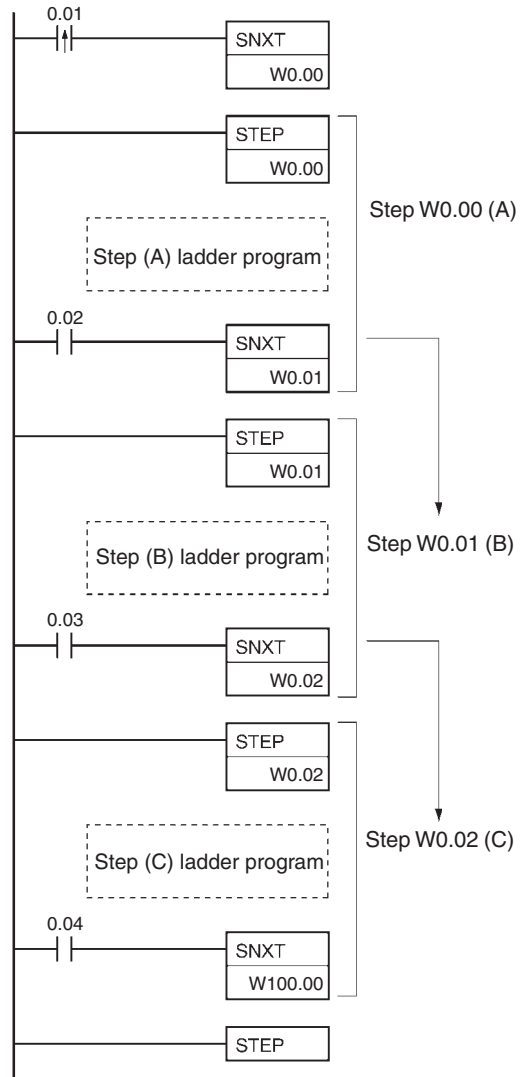 0.01
SNXT
W0.00
STEP
W0.00
Step W0.00 (A)
Step (A) ladder program
0.02
SNXT
W0.01
STEP
W0.01
Step (B) ladder program
Step W0.01 (B)
0.03
SNXT
W0.02
STEP
W0.02
Step W0.02 (C)
Step (C) ladder program
0.04
SNXT
W100.00
STEP